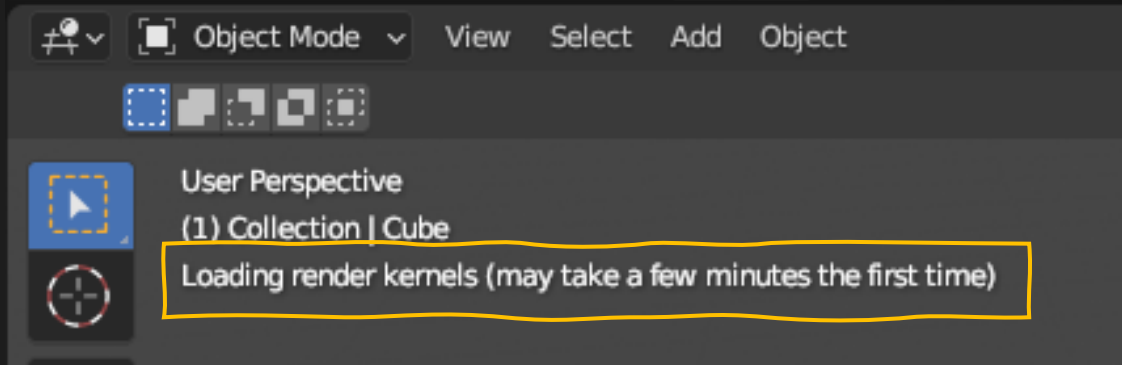 Object Mode View Select Add Object
User Perspective
(1) Collection | Cube
Loading render kernels (may take a few minutes the first time)